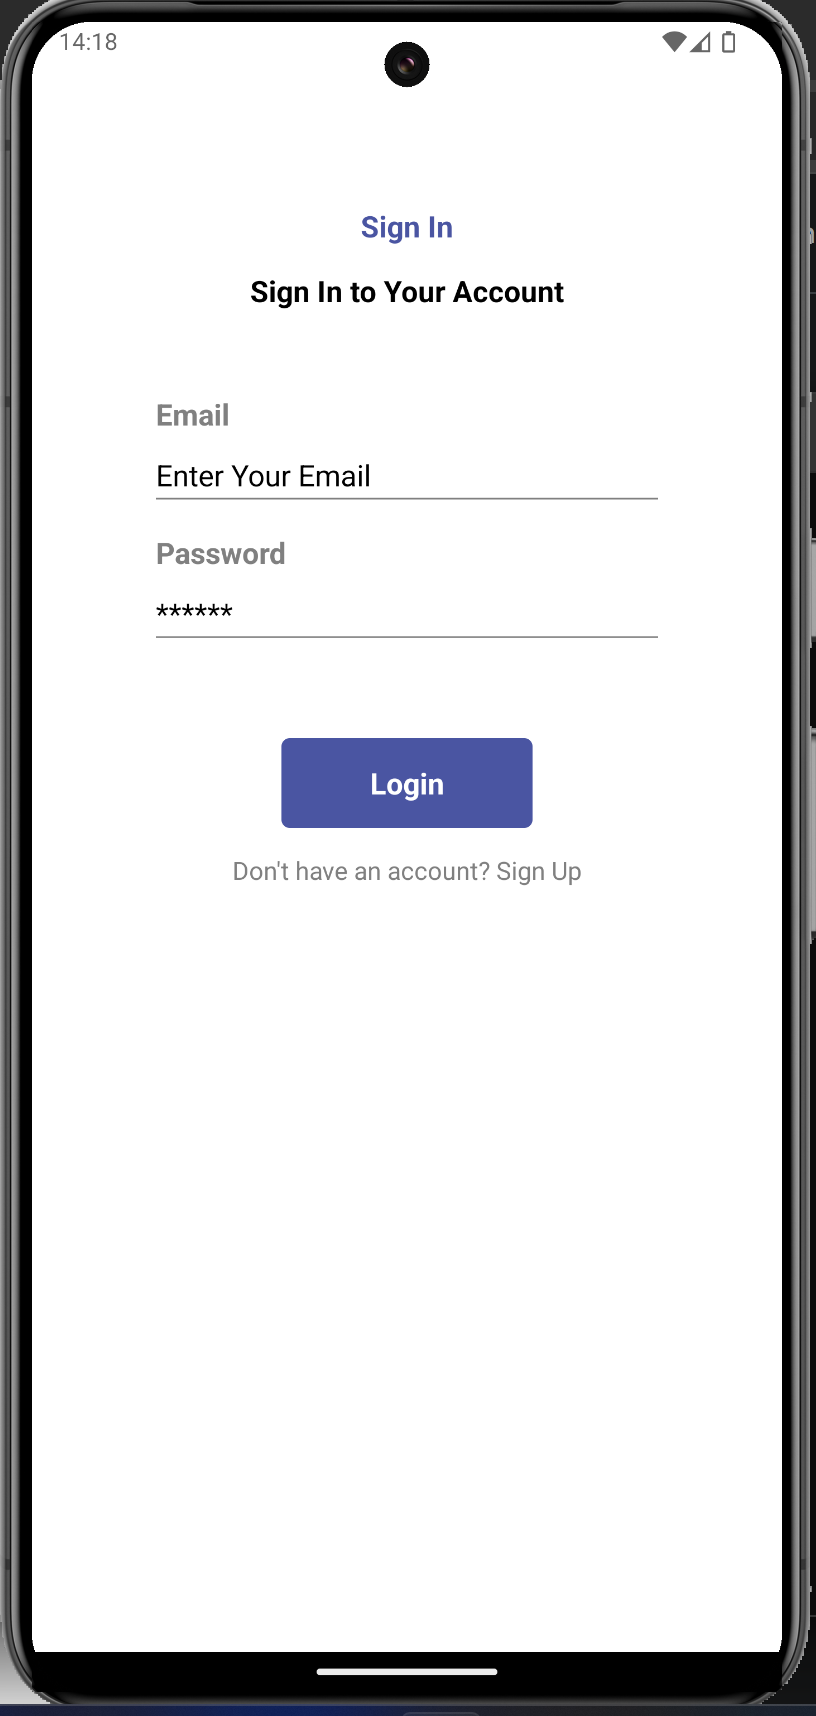 14:18
Sign In
Sign In to Your Account
Email
Enter Your Email
Password
******
Login
Don't have an account? Sign Up